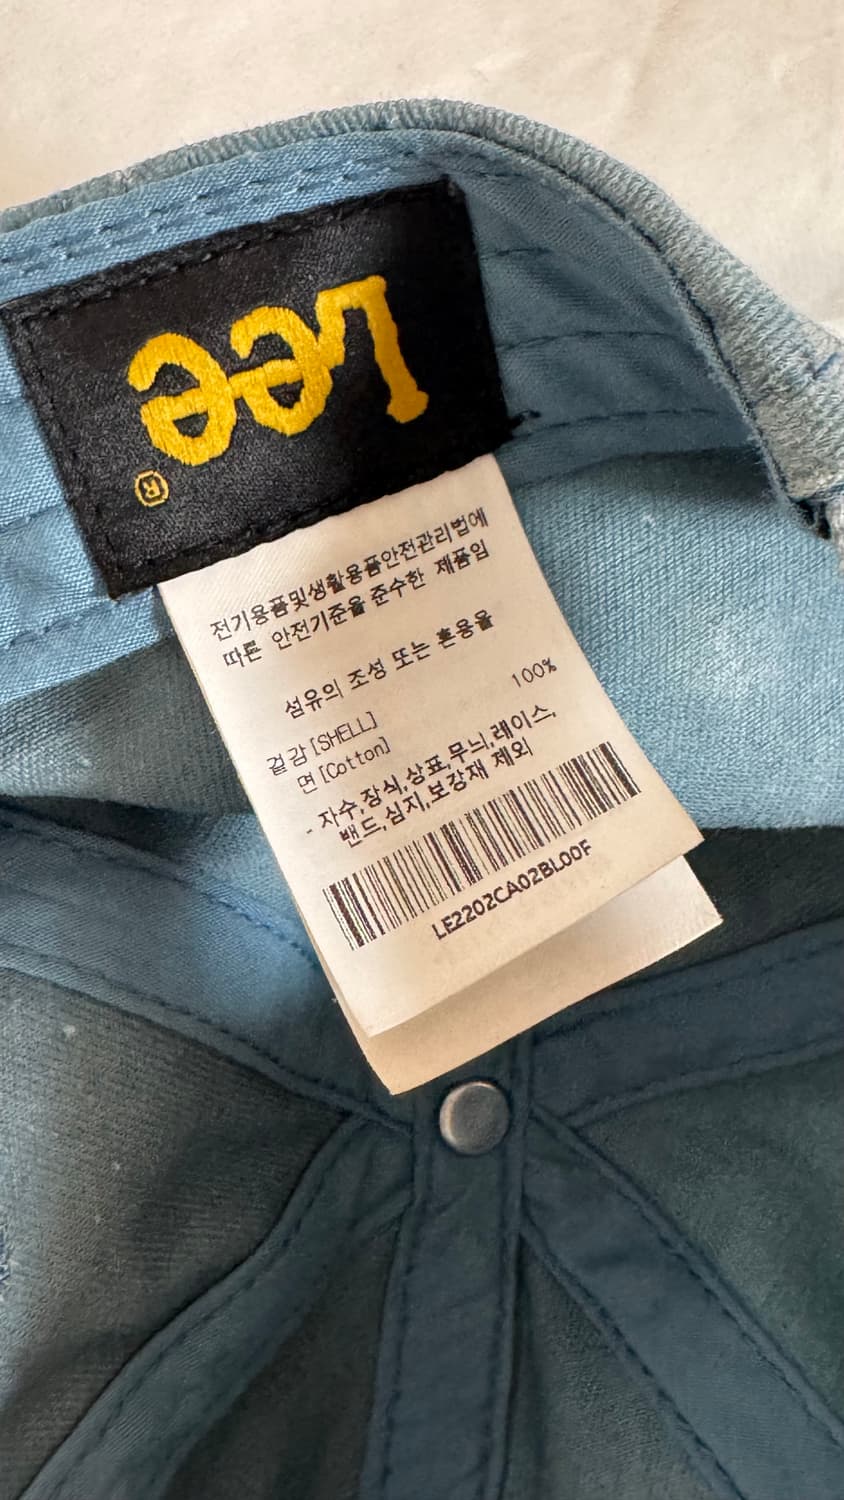 Lee
®
전기용품및생활용품안전관리법에
따른 안전기준을 준수한 제품임
섬유의 조성 또는 혼용율
겉감[SHELL]
면[Cotton] 100%
- 자수,장식,상표,무늬,레이스,
밴드,심지,보강재 제외
LE2202CA02BL00F